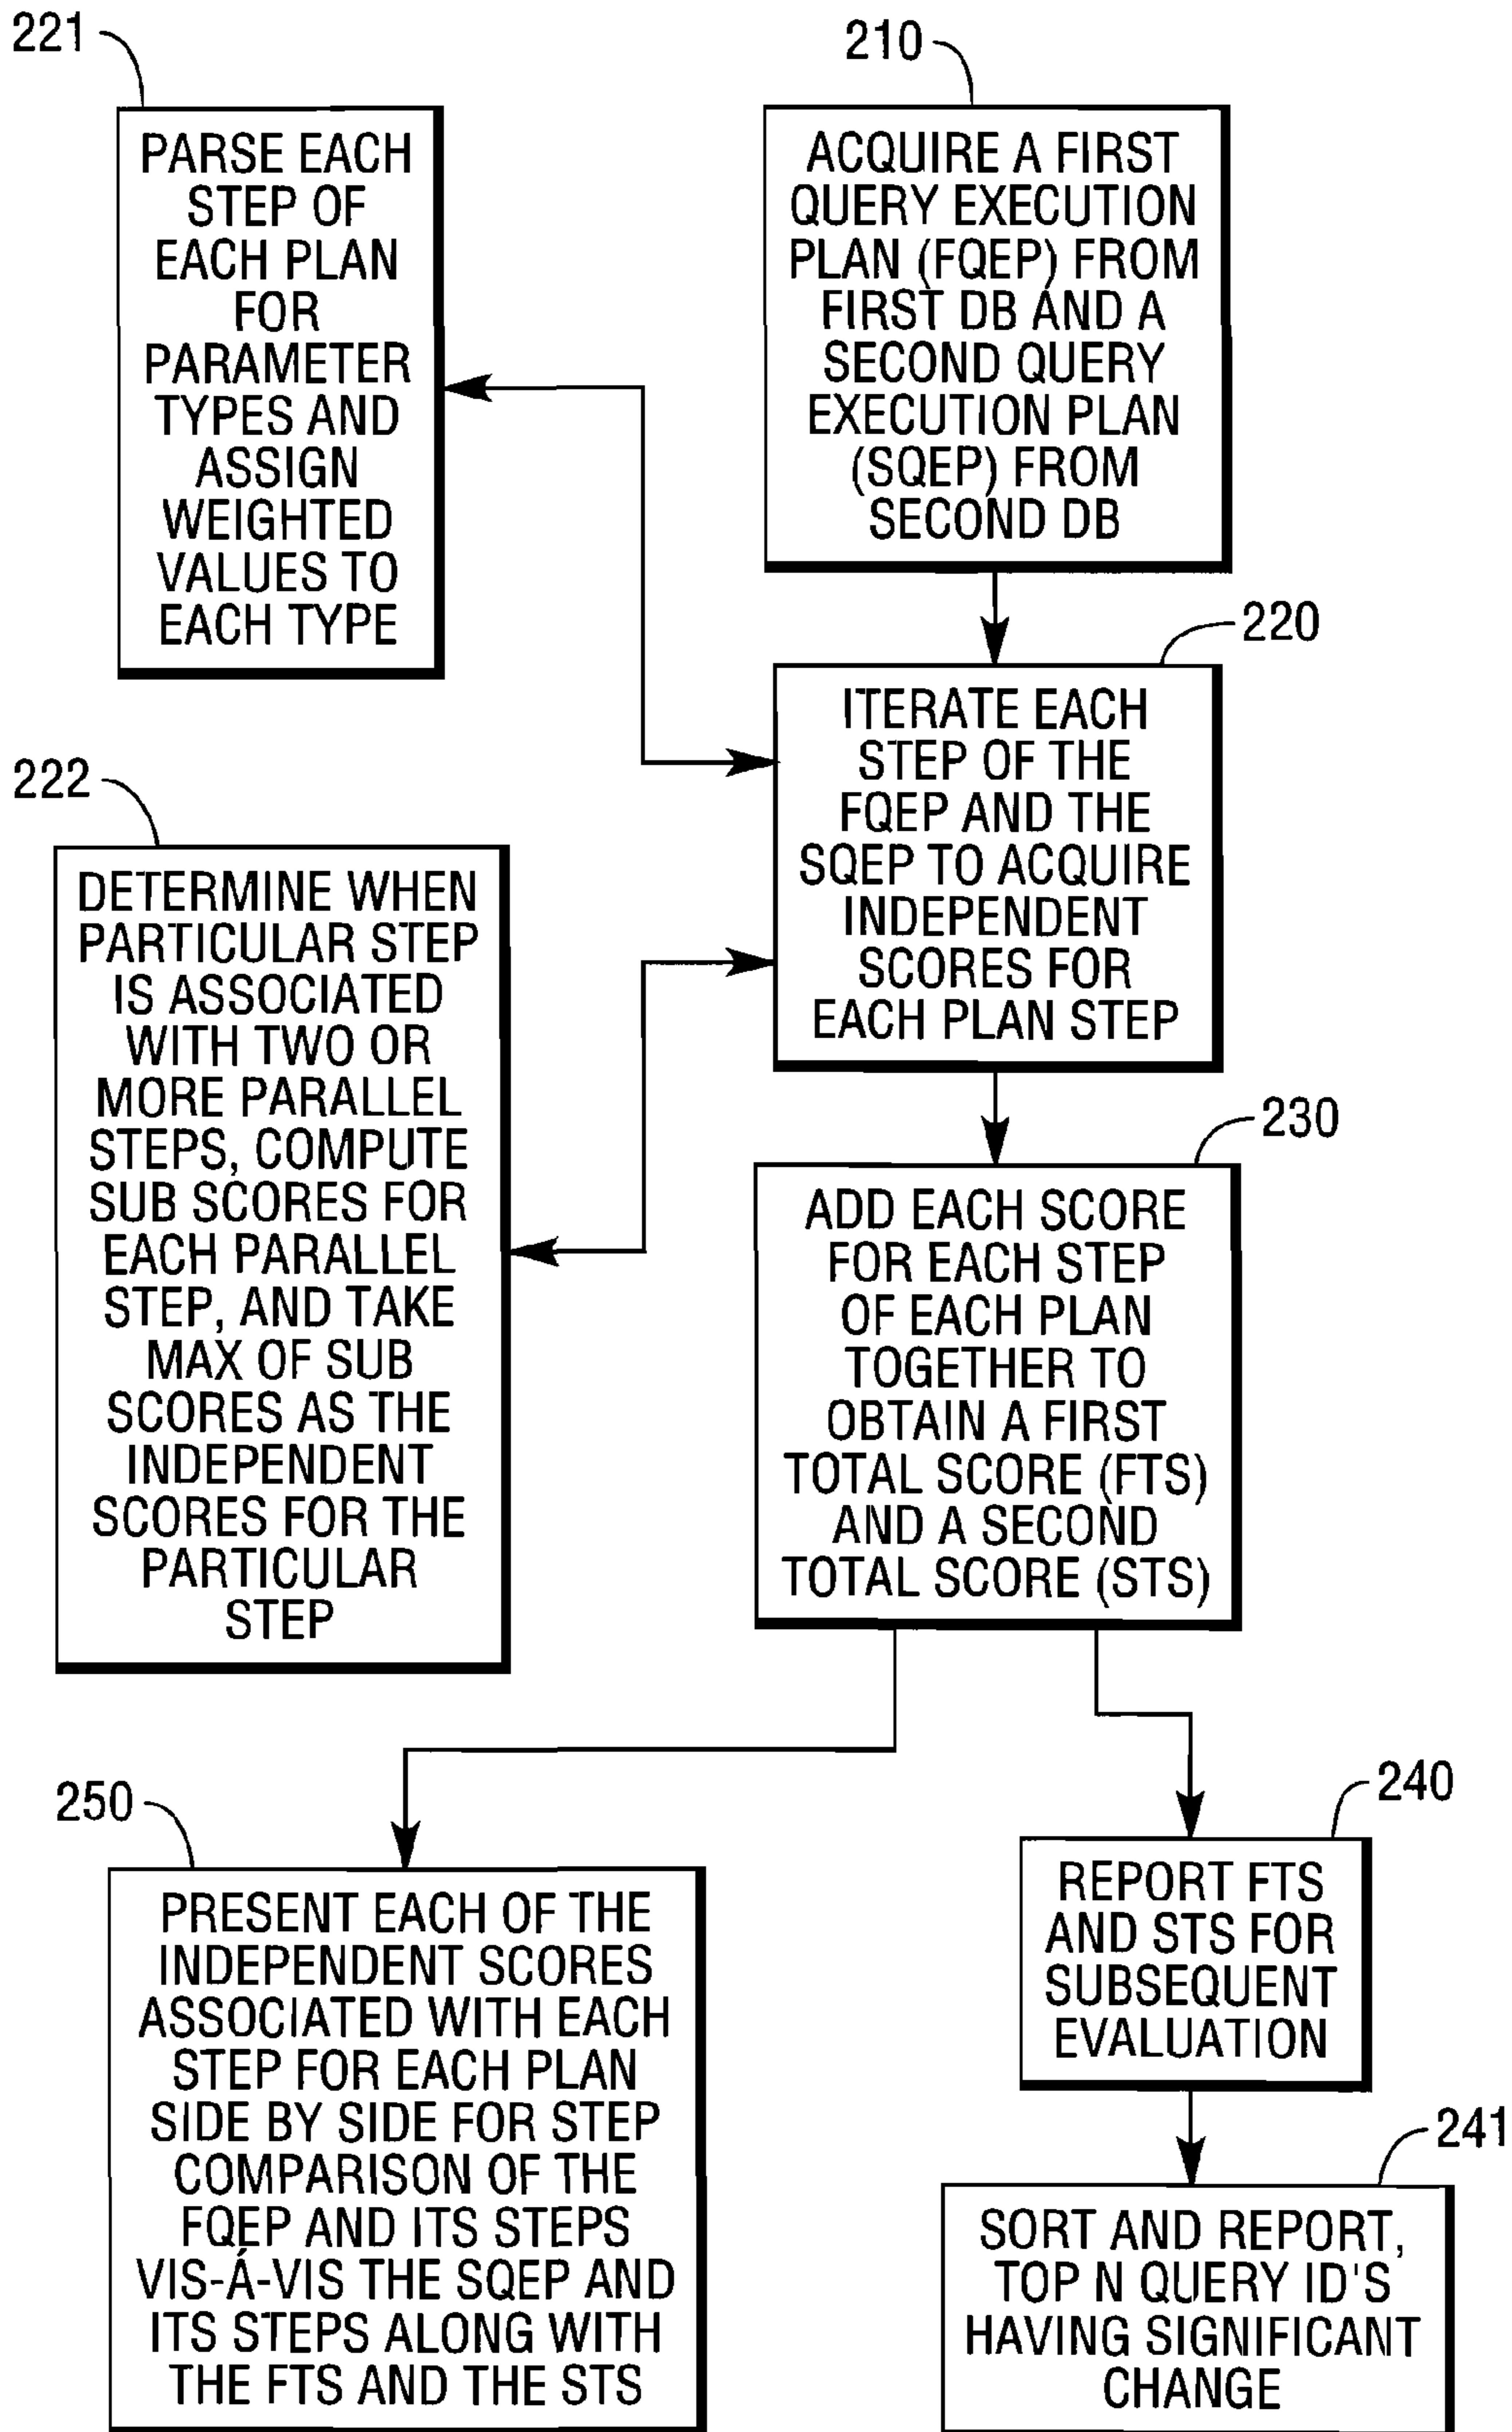 221
PARSE EACH
STEP OF
EACH PLAN
FOR
PARAMETER
TYPES AND
ASSIGN
WEIGHTED
VALUES TO
EACH TYPE
210
ACQUIRE A FIRST
QUERY EXECUTION
PLAN (FQEP) FROM
FIRST DB AND A
SECOND QUERY
EXECUTION PLAN
(SQEP) FROM
SECOND DB
220
ITERATE EACH
STEP OF THE
FQEP AND THE
SQEP TO ACQUIRE
INDEPENDENT
SCORES FOR
EACH PLAN STEP
222
DETERMINE WHEN
PARTICULAR STEP
IS ASSOCIATED
WITH TWO OR
MORE PARALLEL
STEPS, COMPUTE
SUB SCORES FOR
EACH PARALLEL
STEP, AND TAKE
MAX OF SUB
SCORES AS THE
INDEPENDENT
SCORES FOR THE
PARTICULAR
STEP
230
ADD EACH SCORE
FOR EACH STEP
OF EACH PLAN
TOGETHER TO
OBTAIN A FIRST
TOTAL SCORE (FTS)
AND A SECOND
TOTAL SCORE (STS)
250
PRESENT EACH OF THE
INDEPENDENT SCORES
ASSOCIATED WITH EACH
STEP FOR EACH PLAN
SIDE BY SIDE FOR STEP
COMPARISON OF THE
FQEP AND ITS STEPS
VIS-Á-VIS THE SQEP AND
ITS STEPS ALONG WITH
THE FTS AND THE STS
240
REPORT FTS
AND STS FOR
SUBSEQUENT
EVALUATION
241
SORT AND REPORT,
TOP N QUERY ID'S
HAVING SIGNIFICANT
CHANGE